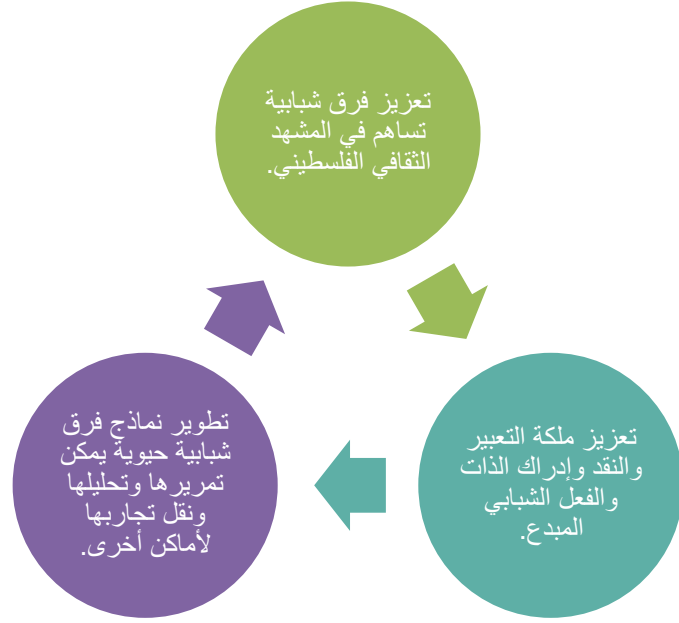 تعزيز فرق شبابية
تساهم في المشهد
الثقافي الفلسطيني.
تعزيز ملكة التعبير
والنقد وإدراك الذات
والفعل الشبابي
المبدع.
تطوير نماذج فرق
شبابية حيوية يمكن
تمريرها وتحليلها
ونقل تجاربها
لأماكن أخرى.